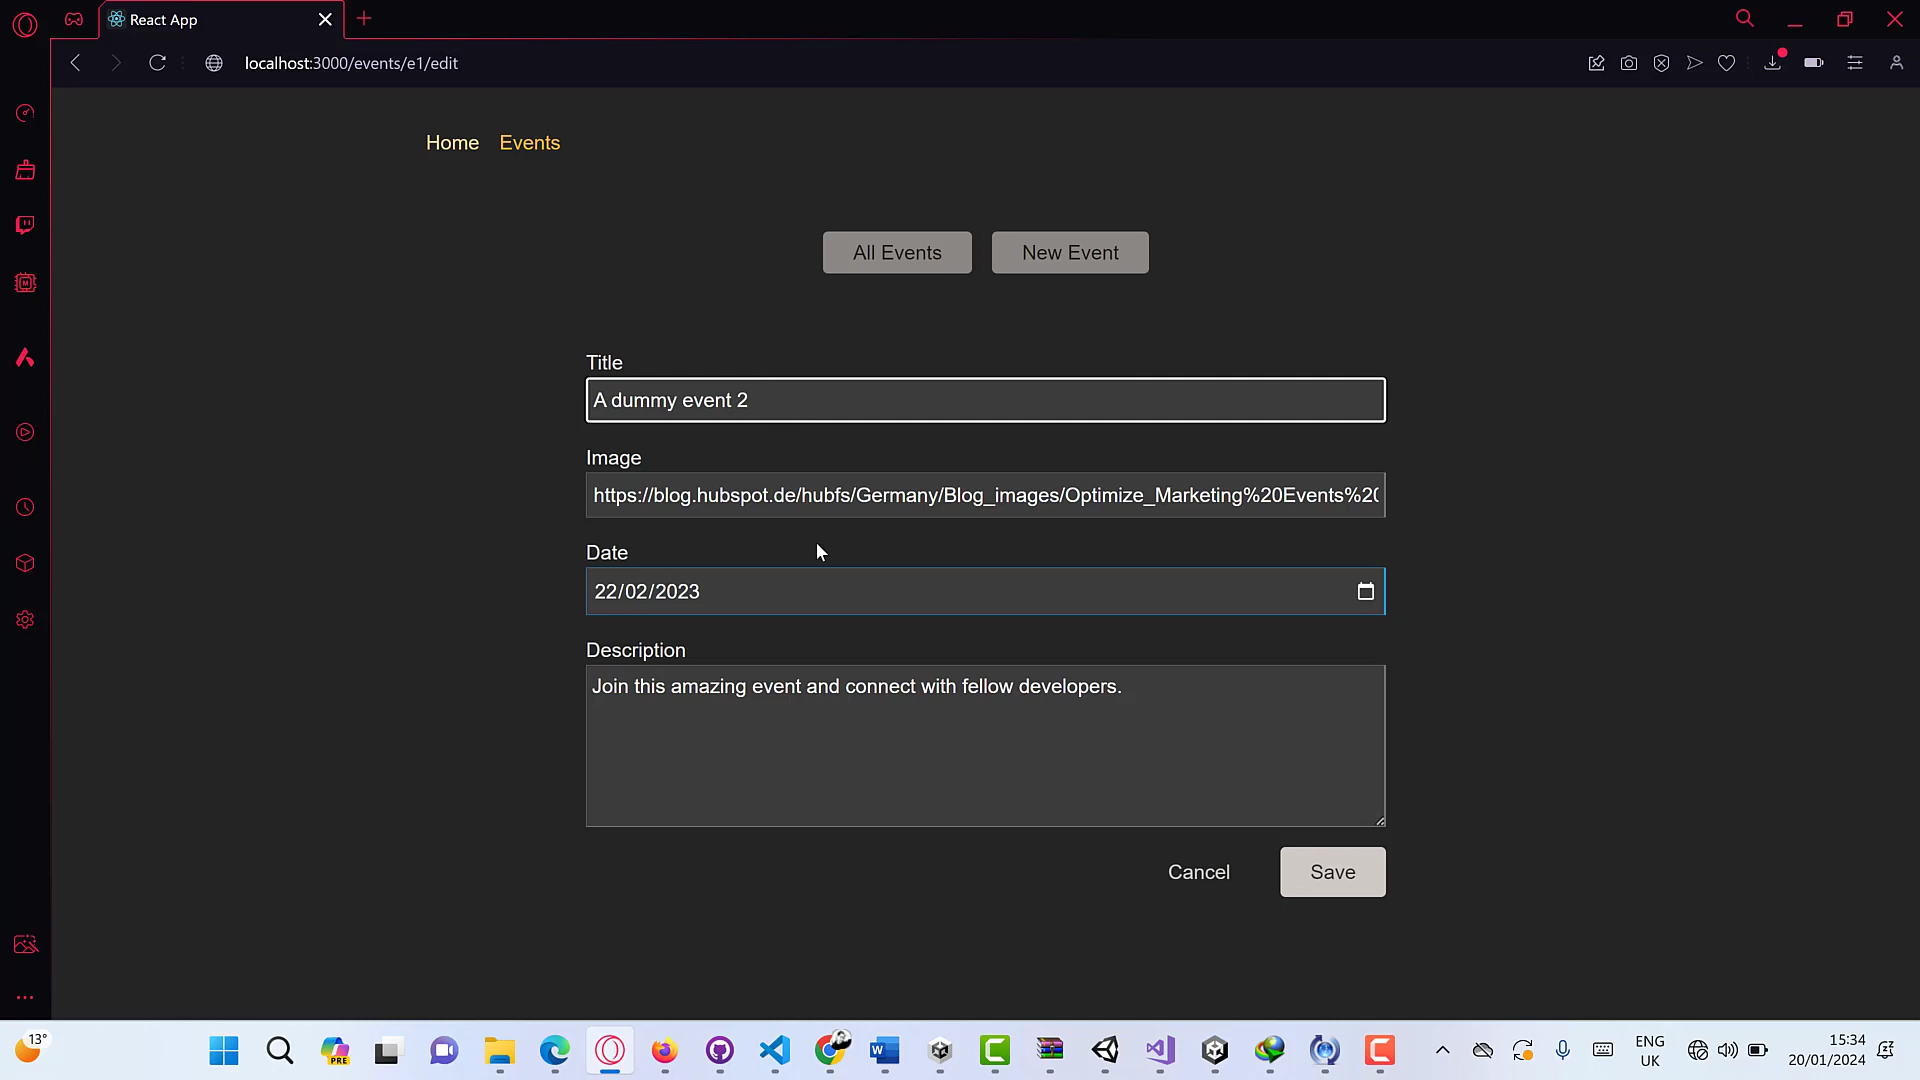 React App
localhost:3000/events/e1/edit
Home Events
All Events New Event
Title
A dummy event 2
Image
https://blog.hubspot.de/hubfs/Germany/Blog_images/Optimize_Marketing%20Events%20
Date
22/02/2023
Description
Join this amazing event and connect with fellow developers.
Cancel Save
13°
PRE
ENG
UK
15:34
20/01/2024